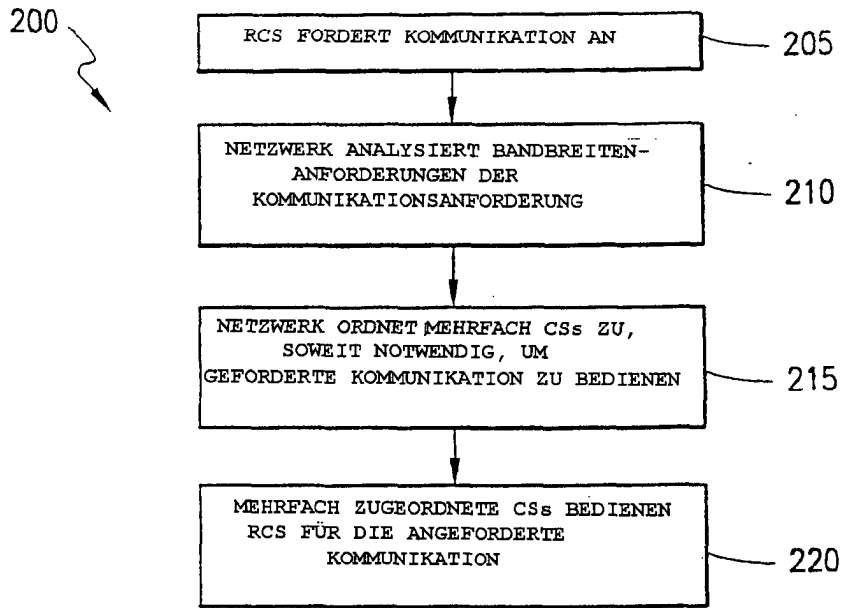 200
RCS FORDERT KOMMUNIKATION AN
205
NETZWERK ANALYSIERT BANDBREITEN-
ANFORDERUNGEN DER
KOMMUNIKATIONSANFORDERUNG
210
NETZWERK ORDNET MEHRFACH CSs ZU,
SOWEIT NOTWENDIG, UM
GEFORDERTE KOMMUNIKATION ZU BEDIENEN
215
MEHRFACH ZUGEORDNETE CSs BEDIENEN
RCS FÜR DIE ANGEFORDERTE
KOMMUNIKATION
220